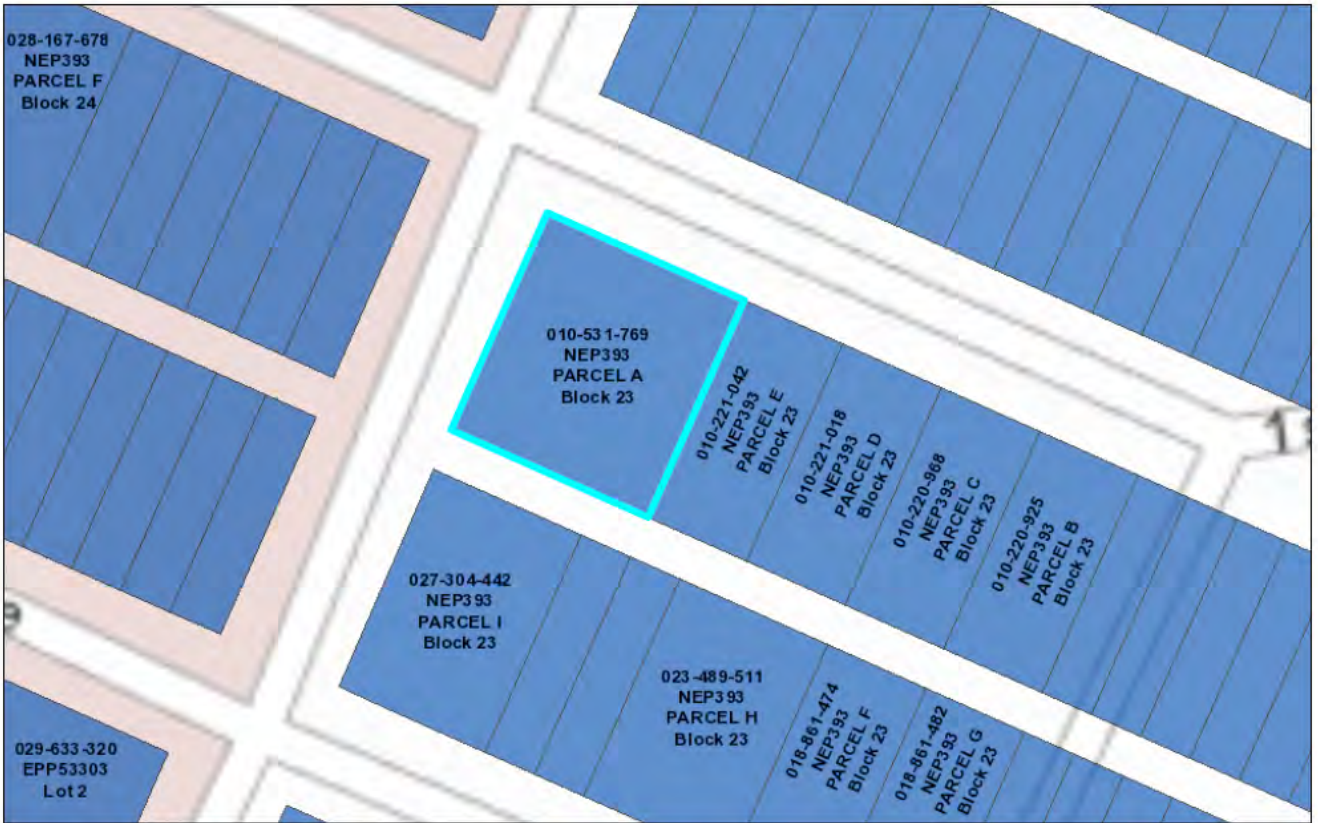 028-167-678
NEP393
PARCEL F
Block 24
010-531-769
NEP393
PARCEL A
Block 23
010-221-042
NEP393
PARCEL E
Block 23
010-221-018
NEP393
PARCEL D
Block 23
010-220-968
NEP393
PARCEL C
Block 23
010-220-925
NEP393
PARCEL B
Block 23
027-304-442
NEP393
PARCEL I
Block 23
023-489-511
NEP393
PARCEL H
Block 23
018-861-474
NEP393
PARCEL F
Block 23
018-861-482
NEP393
PARCEL G
Block 23
029-633-320
EPP53303
Lot 2